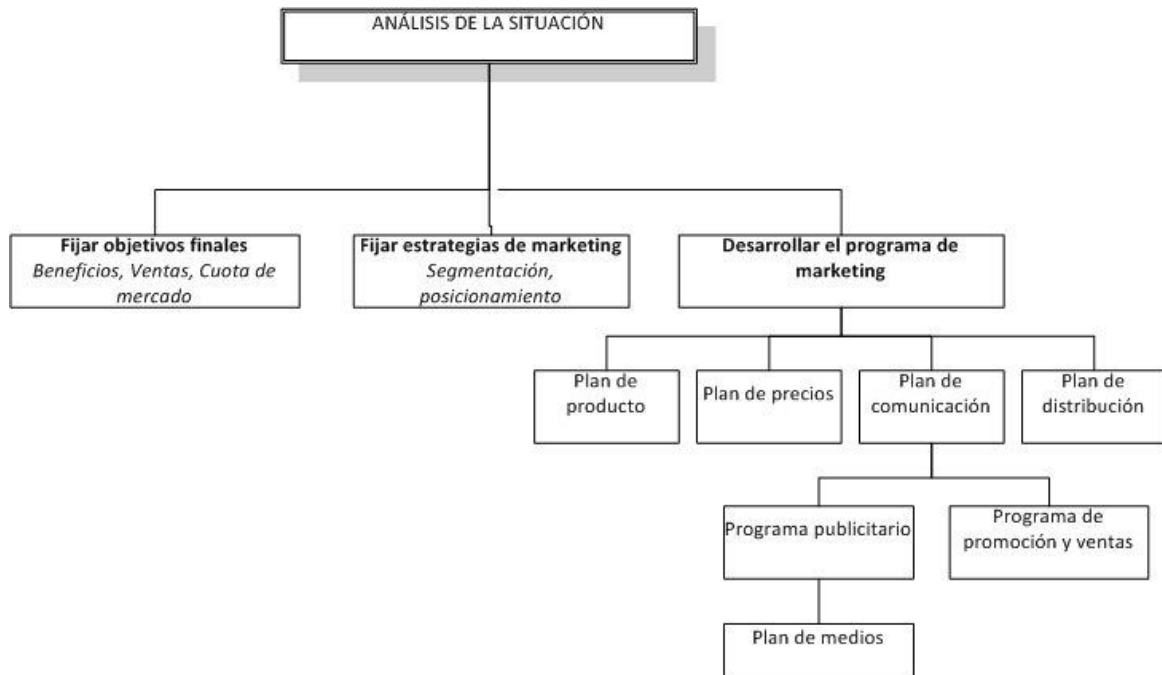 ANÁLISIS DE LA SITUACIÓN
Fijar objetivos finales
Beneficios, Ventas, Cuota de
mercado
Fijar estrategias de marketing
Segmentación,
posicionamiento
Desarrollar el programa de
marketing
Plan de
producto
Plan de precios
Plan de
comunicación
Plan de
distribución
Programa publicitario
Programa de
promoción y ventas
Plan de medios